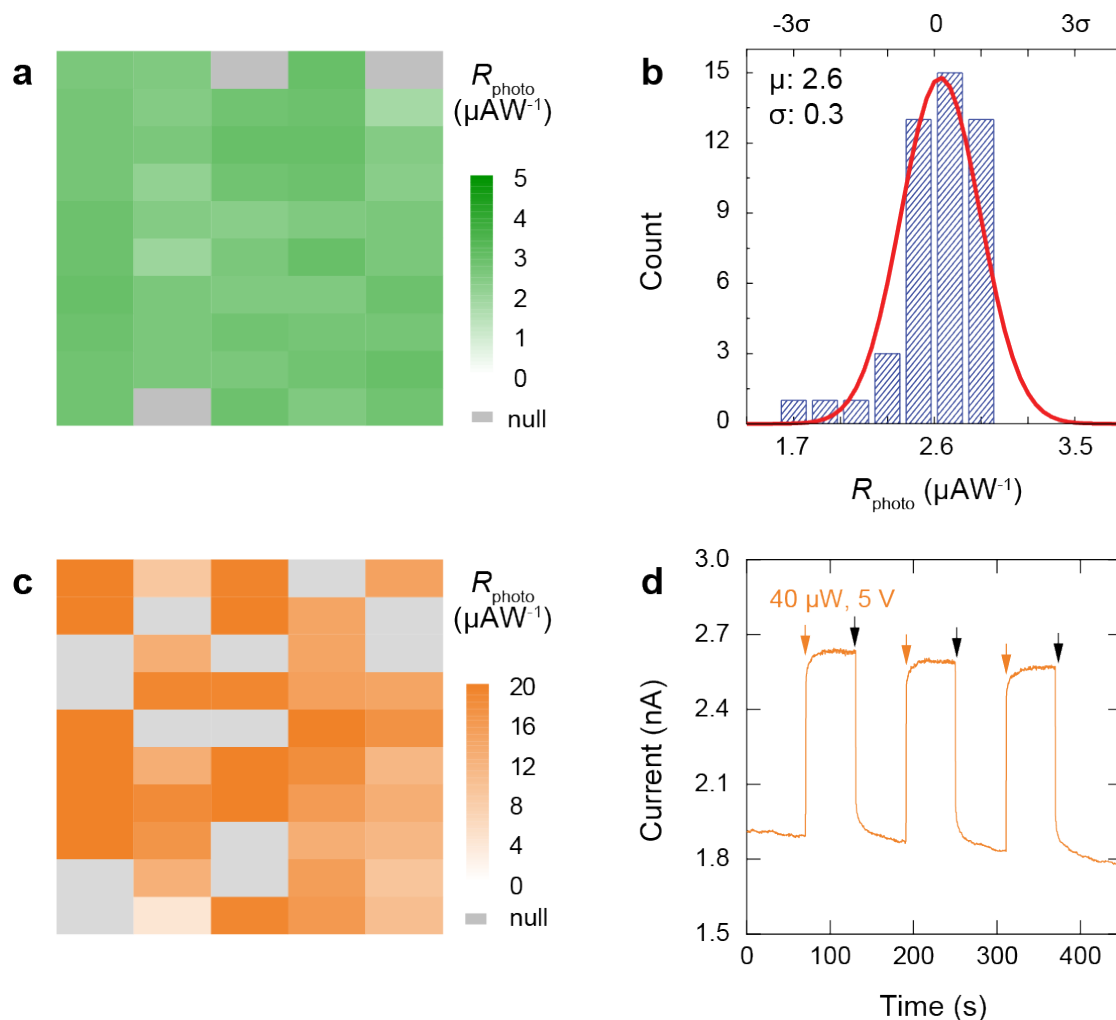 a
R photo
(µAW⁻¹)
5
4
3
2
1
0
null
b
-3σ 0 3σ
µ: 2.6
σ: 0.3
15
12
9
6
3
0
Count
1.7 2.6 3.5
R photo (µAW⁻¹)
c
R photo
(µAW⁻¹)
20
16
12
8
4
0
null
d
40 µW, 5 V
3.0
2.7
2.4
2.1
1.8
1.5
Current (nA)
0 100 200 300 400
Time (s)